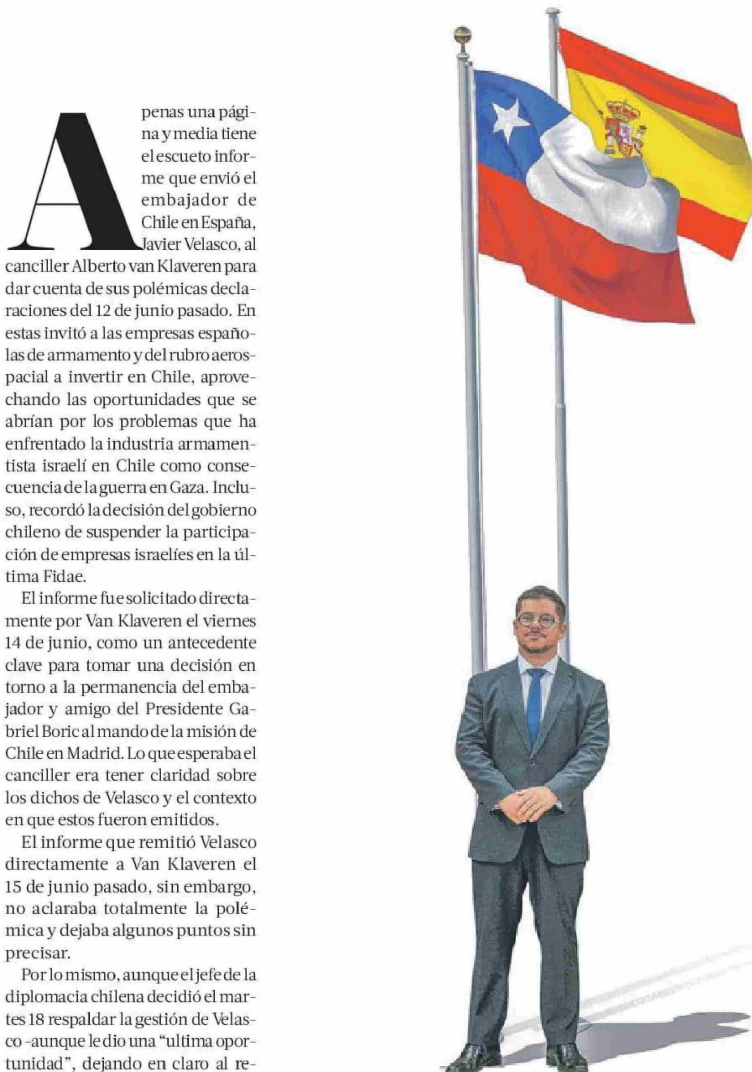 Apenas una pági-
na y media tiene
el escueto infor-
me que envió el
embajador de
Chile en España,
Javier Velasco, al
canciller Alberto van Klaveren para
dar cuenta de sus polémicas decla-
raciones del 12 de junio pasado. En
estas invitó a las empresas españo-
las de armamento y del rubro aeros-
pacial a invertir en Chile, aprove-
chando las oportunidades que se
abrían por los problemas que ha
enfrentado la industria armamen-
tista israelí en Chile como conse-
cuencia de la guerra en Gaza. Inclu-
so, recordó la decisión del gobierno
chileno de suspender la participa-
ción de empresas israelíes en la úl-
tima Fidae.
El informe fue solicitado directa-
mente por Van Klaveren el viernes
14 de junio, como un antecedente
clave para tomar una decisión en
torno a la permanencia del emba-
jador y amigo del Presidente Ga-
briel Boric al mando de la misión de
Chile en Madrid. Lo que esperaba el
canciller era tener claridad sobre
los dichos de Velasco y el contexto
en que estos fueron emitidos.
El informe que remitió Velasco
directamente a Van Klaveren el
15 de junio pasado, sin embargo,
no aclaraba totalmente la polé-
mica y dejaba algunos puntos sin
precisar.
Por lo mismo, aunque el jefe de la
diplomacia chilena decidió el mar-
tes 18 respaldar la gestión de Velas-
co -aunque le dio una “ultima opor-
tunidad”, dejando en claro al re-